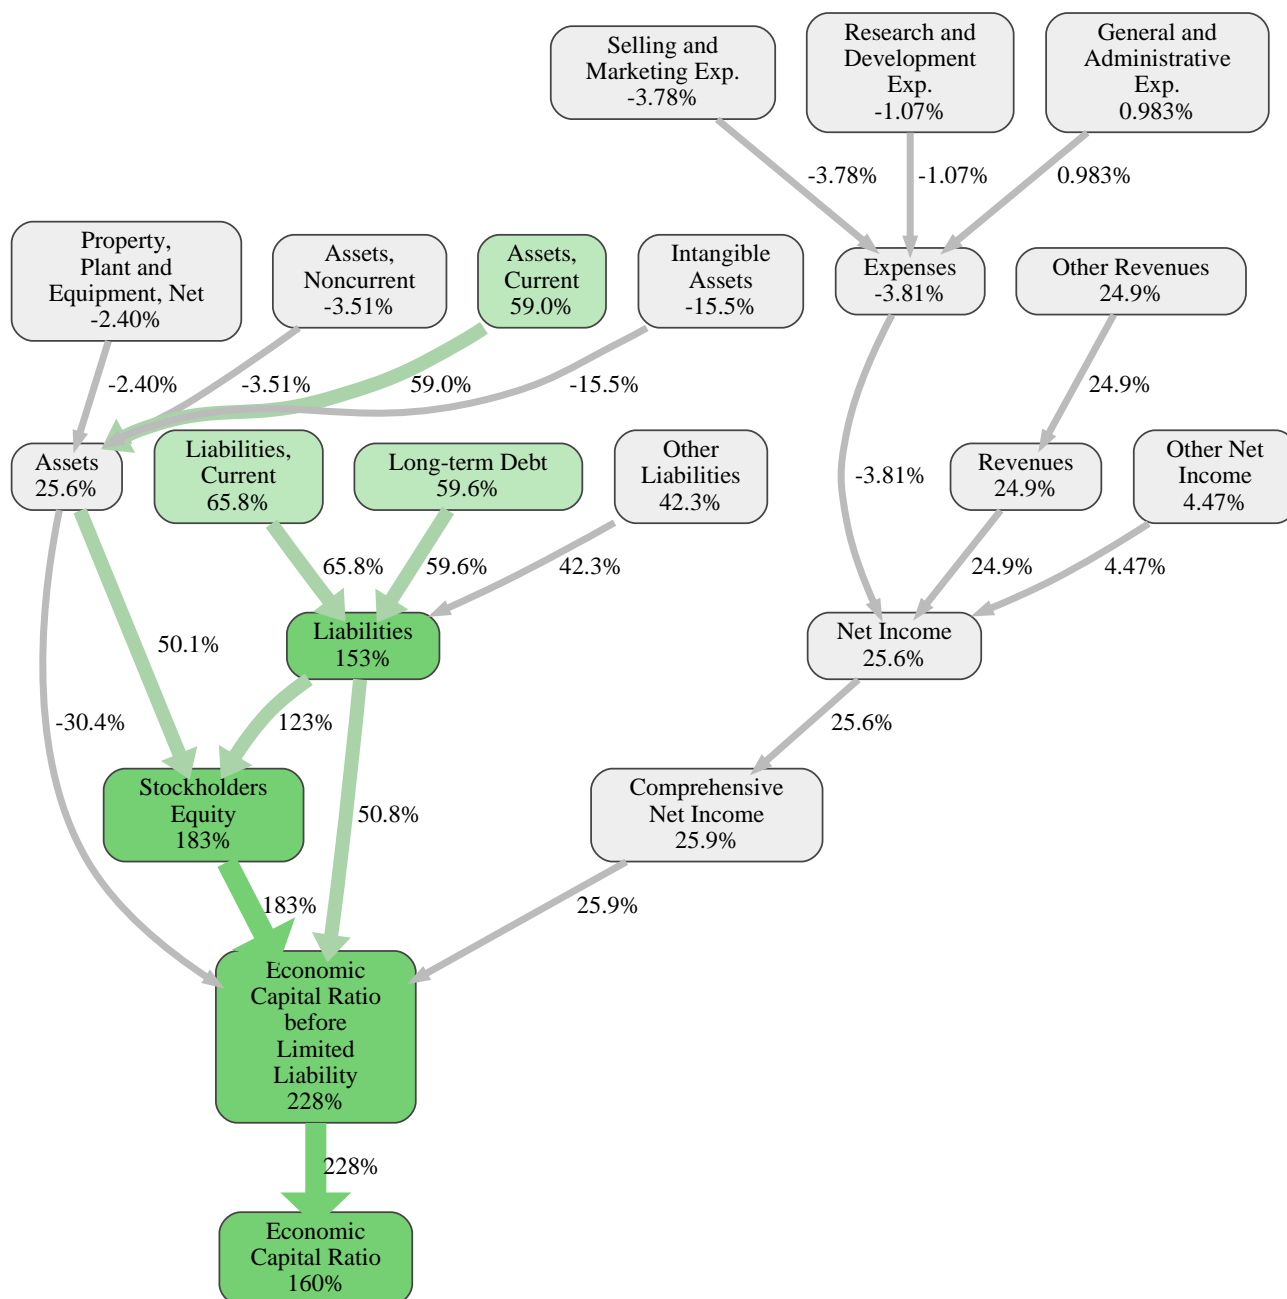 Selling and
Marketing Exp.
-3.78%
Research and
Development
Exp.
-1.07%
General and
Administrative
Exp.
0.983%
-3.78%
-1.07%
0.983%
Property,
Plant and
Equipment, Net
-2.40%
Assets,
Noncurrent
-3.51%
Assets,
Current
59.0%
Intangible
Assets
-15.5%
Expenses
-3.81%
Other Revenues
24.9%
-2.40%
-3.51%
59.0%
-15.5%
24.9%
Assets
25.6%
Liabilities,
Current
65.8%
Long-term Debt
59.6%
Other
Liabilities
42.3%
-3.81%
Revenues
24.9%
Other Net
Income
4.47%
65.8%
59.6%
42.3%
24.9%
4.47%
50.1%
Liabilities
153%
Net Income
25.6%
-30.4%
123%
25.6%
Stockholders
Equity
183%
50.8%
Comprehensive
Net Income
25.9%
183%
25.9%
Economic
Capital Ratio
before
Limited
Liability
228%
228%
Economic
Capital Ratio
160%